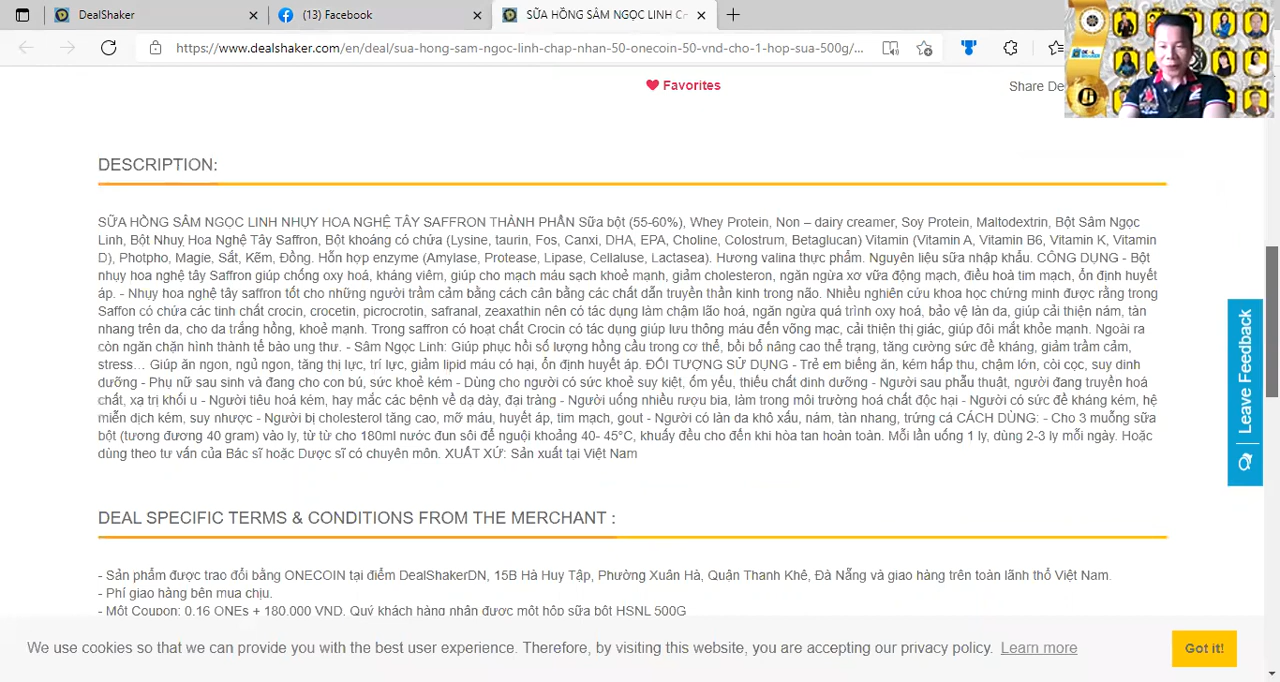 DealShaker
(13) Facebook
SỮA HỒNG SÂM NGỌC LINH C
https://www.dealshaker.com/en/deal/sua-hong-sam-ngoc-linh-chap-nhan-50-onecoin-50-vnd-cho-1-hop-sua-500g/...
Favorites
Share De
DESCRIPTION:
SỮA HỒNG SÂM NGỌC LINH NHỤY HOA NGHỆ TÂY SAFFRON THÀNH PHẦN Sữa bột (55-60%), Whey Protein, Non – dairy creamer, Soy Protein, Maltodextrin, Bột Sâm Ngọc
Linh, Bột Nhuỵ Hoa Nghệ Tây Saffron, Bột khoáng có chứa (Lysine, taurin, Fos, Canxi, DHA, EPA, Choline, Colostrum, Betaglucan) Vitamin (Vitamin A, Vitamin B6, Vitamin K, Vitamin
D), Photpho, Magie, Sắt, Kẽm, Đồng. Hỗn hợp enzyme (Amylase, Protease, Lipase, Cellaluse, Lactasea). Hương valina thực phẩm. Nguyên liệu sữa nhập khẩu. CÔNG DỤNG - Bột
nhụy hoa nghệ tây Saffron giúp chống oxy hoá, kháng viêm, giúp cho mạch máu sạch khoẻ mạnh, giảm cholesteron, ngăn ngừa xơ vữa động mạch, điều hoà tim mạch, ổn định huyết
áp. - Nhụy hoa nghệ tây saffron tốt cho những người trầm cảm bằng cách cân bằng các chất dẫn truyền thần kinh trong não. Nhiều nghiên cứu khoa học chứng minh được rằng trong
Saffon có chứa các tinh chất crocin, crocetin, picrocrotin, safranal, zeaxathin nên có tác dụng làm chậm lão hoá, ngăn ngừa quá trình oxy hoá, bảo vệ làn da, giúp cải thiện nám, tàn
nhang trên da, cho da trắng hồng, khoẻ mạnh. Trong saffron có hoạt chất Crocin có tác dụng giúp lưu thông máu đến võng mạc, cải thiện thị giác, giúp đôi mắt khỏe mạnh. Ngoài ra
còn ngăn chặn hình thành tế bào ung thư. - Sâm Ngọc Linh: Giúp phục hồi số lượng hồng cầu trong cơ thể, bồi bổ nâng cao thể trạng, tăng cường sức đề kháng, giảm trầm cảm,
stress… Giúp ăn ngon, ngủ ngon, tăng thị lực, trí lực, giảm lipid máu có hại, ổn định huyết áp. ĐỐI TƯỢNG SỬ DỤNG - Trẻ em biếng ăn, kém hấp thu, chậm lớn, còi cọc, suy dinh
dưỡng - Phụ nữ sau sinh và đang cho con bú, sức khoẻ kém - Dùng cho người có sức khoẻ suy kiệt, ốm yếu, thiếu chất dinh dưỡng - Người sau phẫu thuật, người đang truyền hoá
chất, xạ trị khối u - Người tiêu hoá kém, hay mắc các bệnh về dạ dày, đại tràng - Người uống nhiều rượu bia, làm trong môi trường hoá chất độc hại - Người có sức đề kháng kém, hệ
miễn dịch kém, suy nhược - Người bị cholesterol tăng cao, mỡ máu, huyết áp, tim mạch, gout - Người có làn da khô xấu, nám, tàn nhang, trứng cá CÁCH DÙNG: - Cho 3 muỗng sữa
bột (tương đương 40 gram) vào ly, từ từ cho 180ml nước đun sôi để nguội khoảng 40- 45°C, khuấy đều cho đến khi hòa tan hoàn toàn. Mỗi lần uống 1 ly, dùng 2-3 ly mỗi ngày. Hoặc
dùng theo tư vấn của Bác sĩ hoặc Dược sĩ có chuyên môn. XUẤT XỨ: Sản xuất tại Việt Nam
DEAL SPECIFIC TERMS & CONDITIONS FROM THE MERCHANT :
- Sản phẩm được trao đổi bằng ONECOIN tại điểm DealShakerDN, 15B Hà Huy Tập, Phường Xuân Hà, Quận Thanh Khê, Đà Nẵng và giao hàng trên toàn lãnh thổ Việt Nam.
- Phí giao hàng bên mua chịu.
- Một Coupon: 0.16 ONEs + 180.000 VND. Quý khách hàng nhận được một hộp sữa bột HSNL 500G
We use cookies so that we can provide you with the best user experience. Therefore, by visiting this website, you are accepting our privacy policy. Learn more
Got it!
Leave Feedback